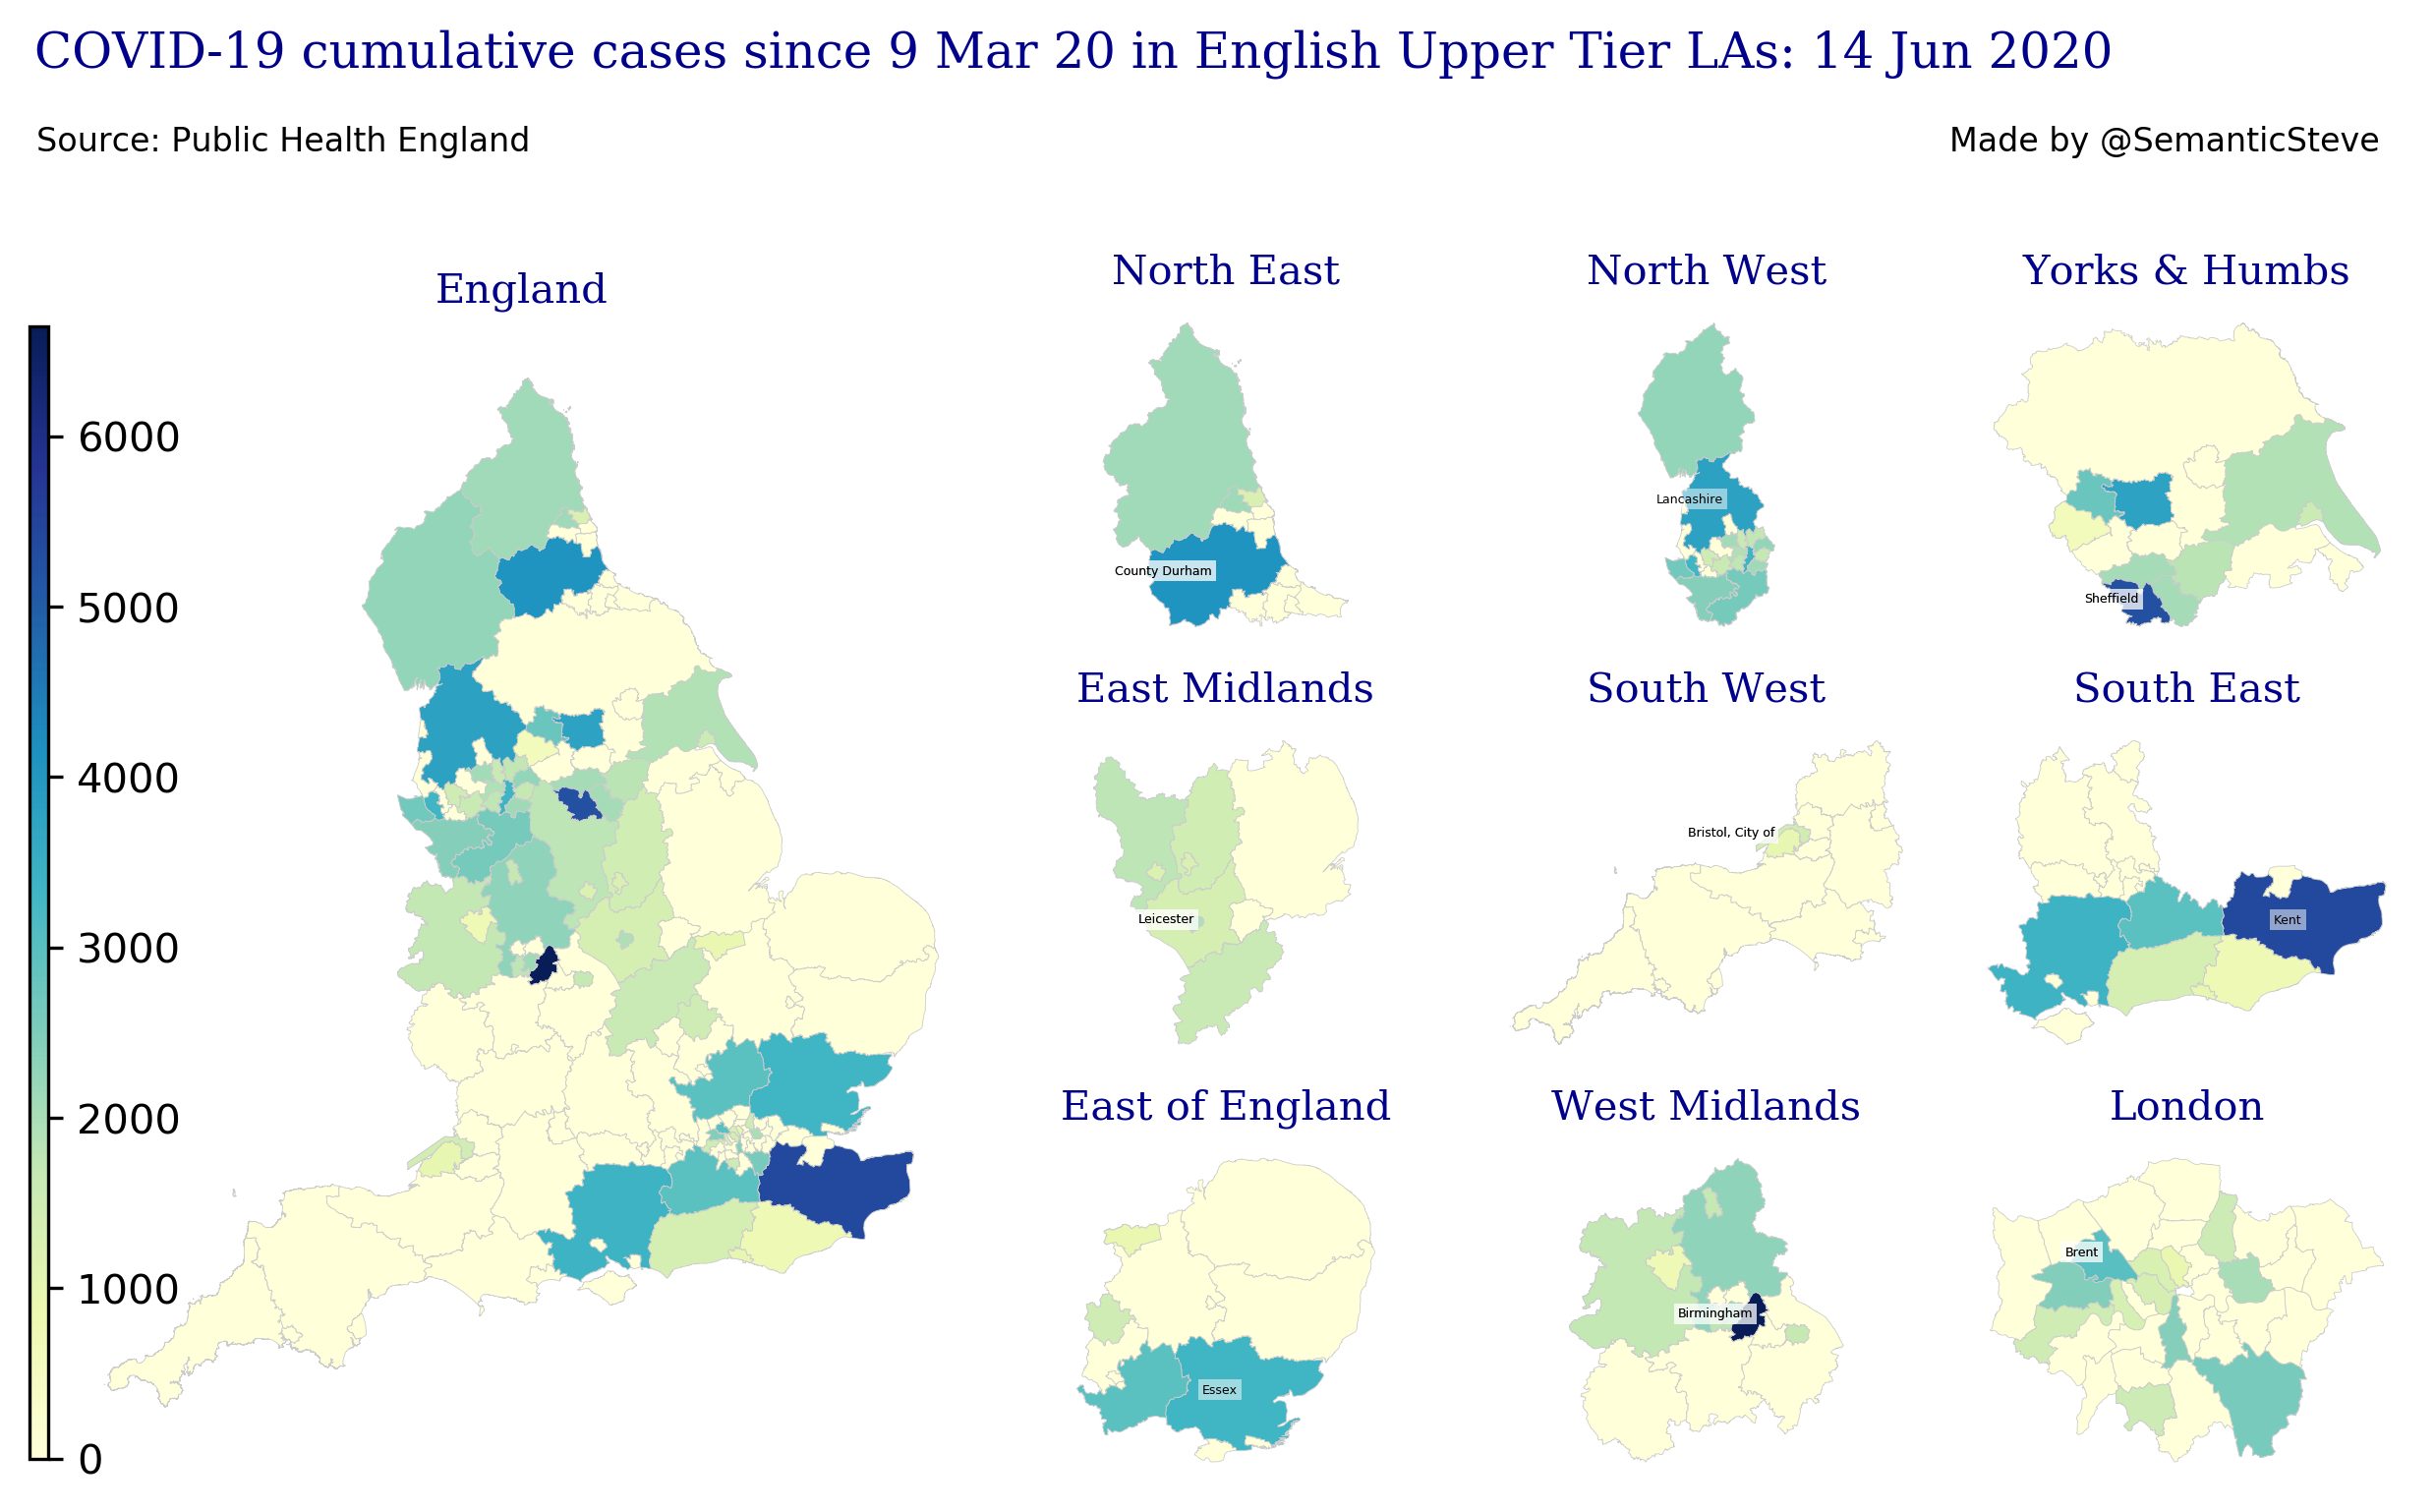 COVID-19 cumulative cases since 9 Mar 20 in English Upper Tier LAs: 14 Jun 2020
Source: Public Health England
Made by @SemanticSteve
England
6000
5000
4000
3000
2000
1000
0
North East
County Durham
North West
Lancashire
Yorks & Humbs
Sheffield
East Midlands
Leicester
South West
Bristol, City of
South East
Kent
East of England
Essex
West Midlands
Birmingham
London
Brent